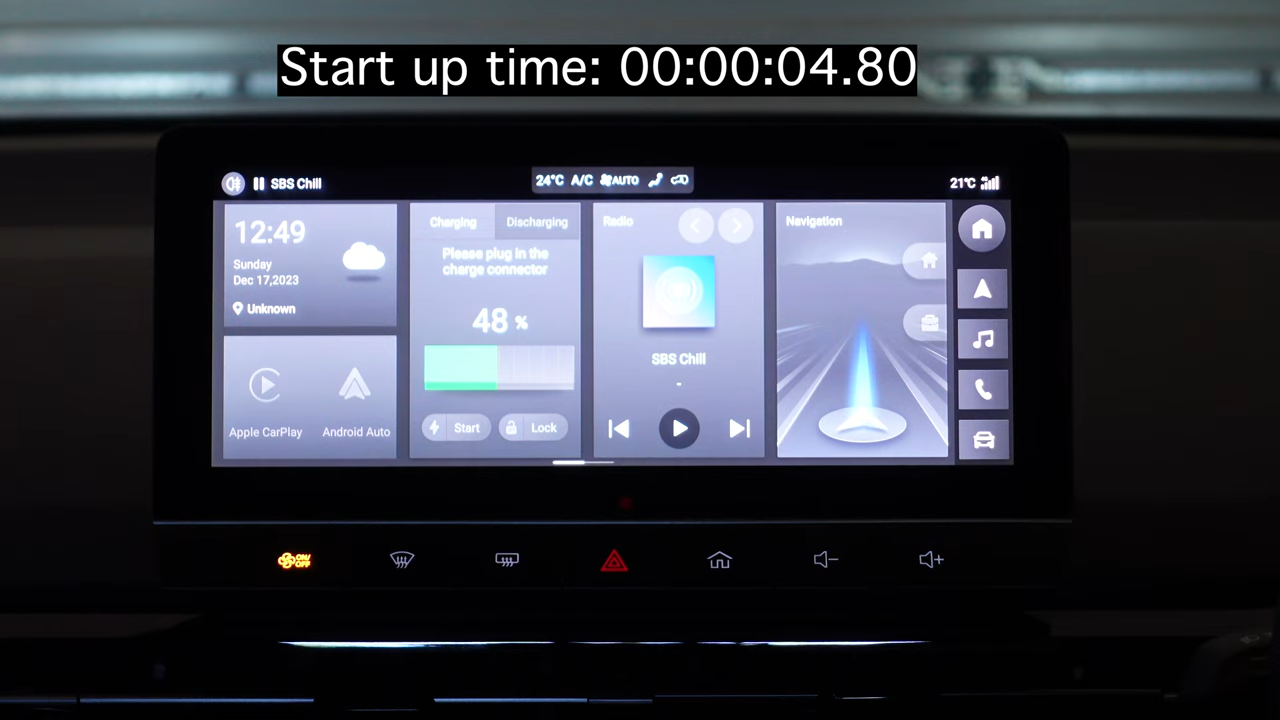 Start up time: 00:00:04.80
SBS Chill
24°C A/C AUTO
21°C
12:49
Sunday
Dec 17,2023
Unknown
Apple CarPlay
Android Auto
Charging
Discharging
Please plug in the
charge connector
48 %
Start
Lock
Radio
SBS Chill
-
Navigation
ON/
OFF